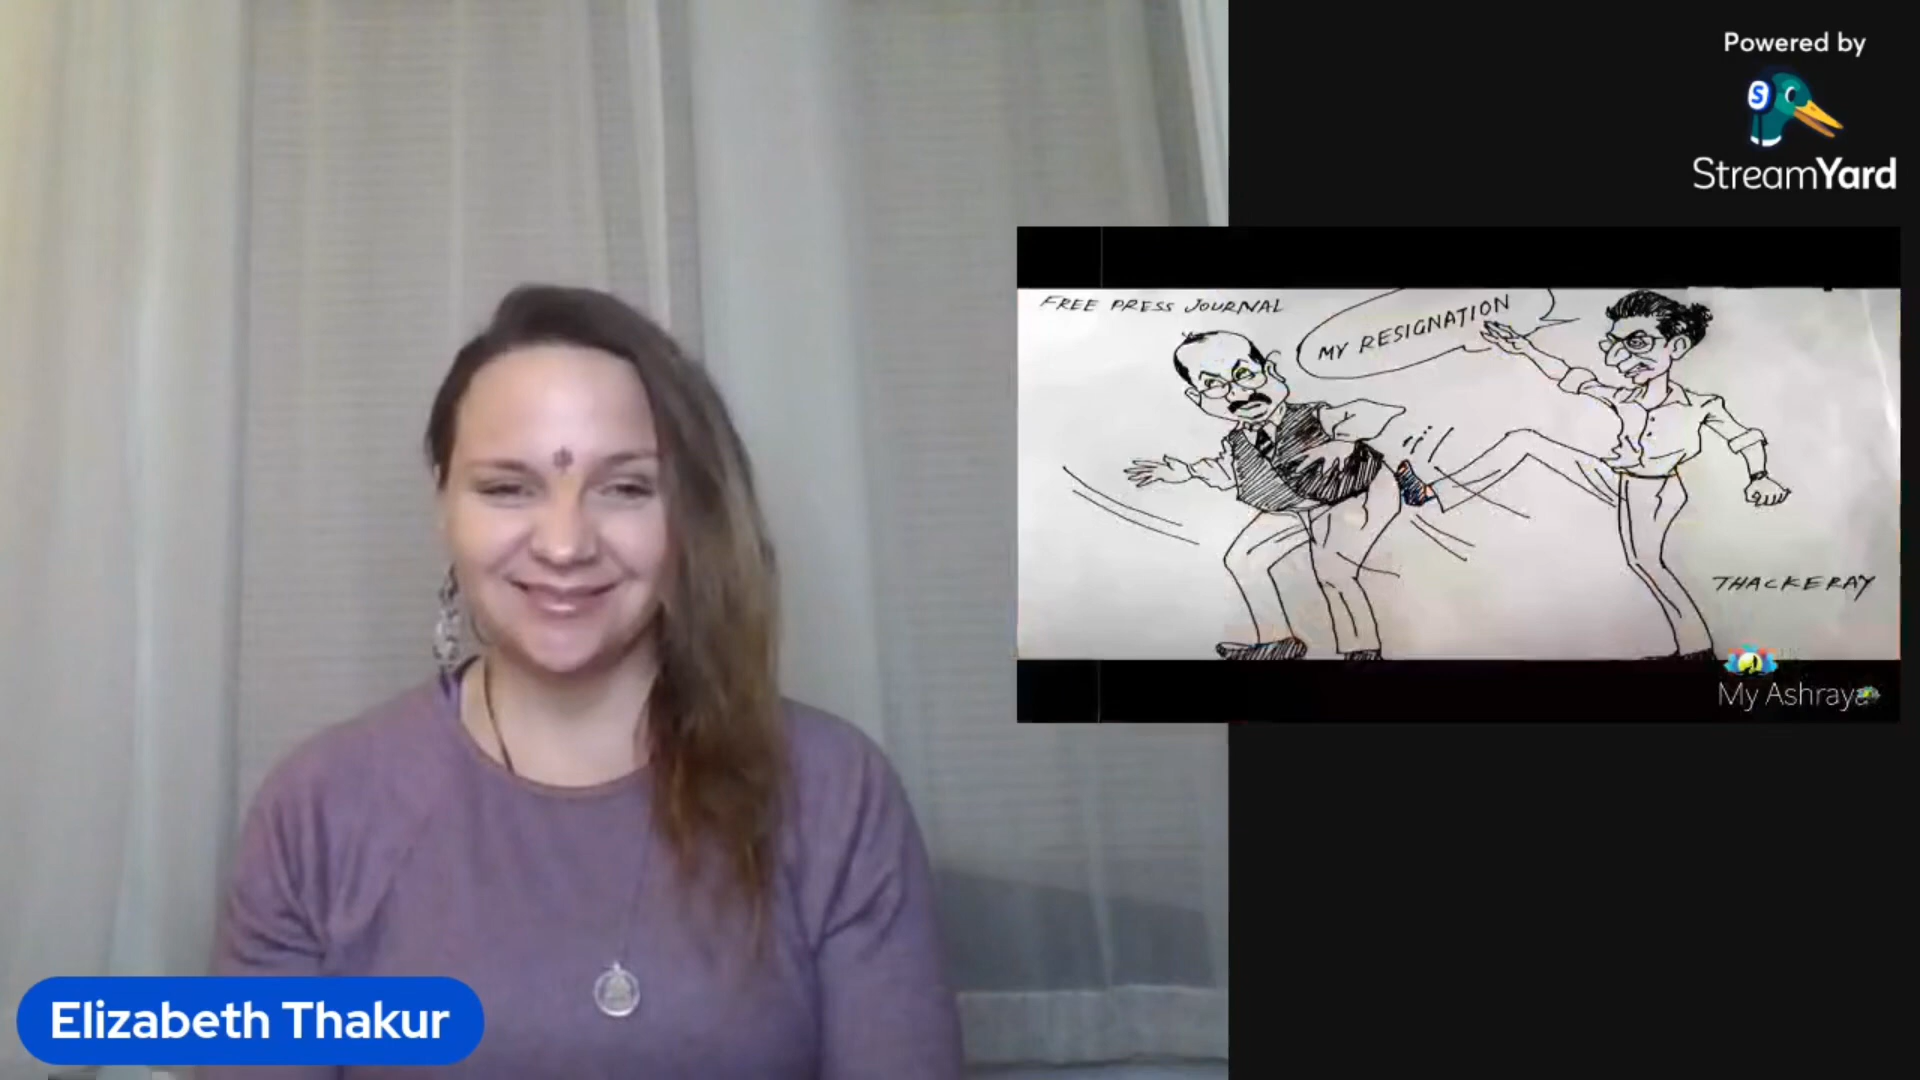 Powered by
S
StreamYard
FREE PRESS JOURNAL
MY RESIGNATION
THACKERAY
My Ashraya
Elizabeth Thakur